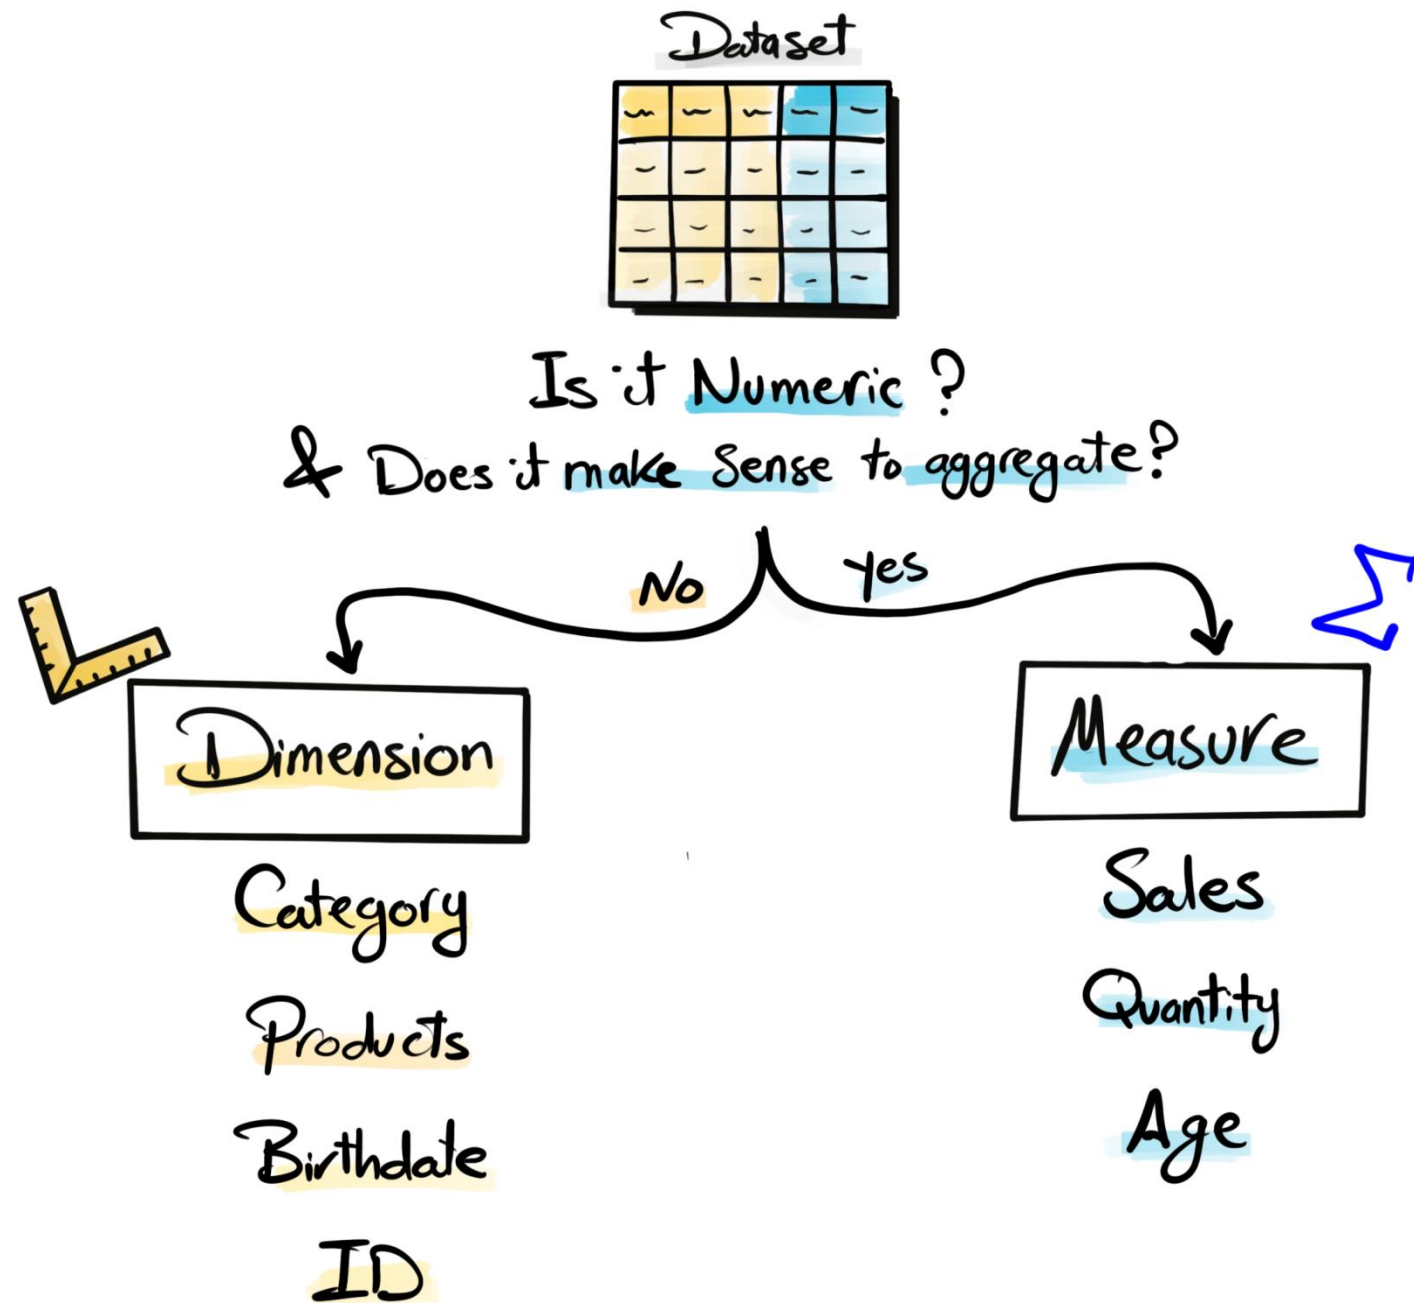 Dataset
Is it Numeric?
& Does it make sense to aggregate?
No
yes
Dimension
Category
Products
Birthdate
ID
Measure
Sales
Quantity
Age